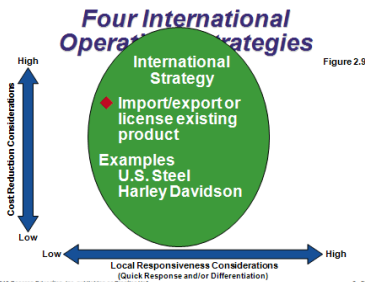 Four International
Operations Strategies
High
Figure 2.9
International
Strategy
Import/export or
license existing
product
Examples
U.S. Steel
Harley Davidson
Cost Reduction Considerations
Low
Low
High
Local Responsiveness Considerations
(Quick Response and/or Differentiation)